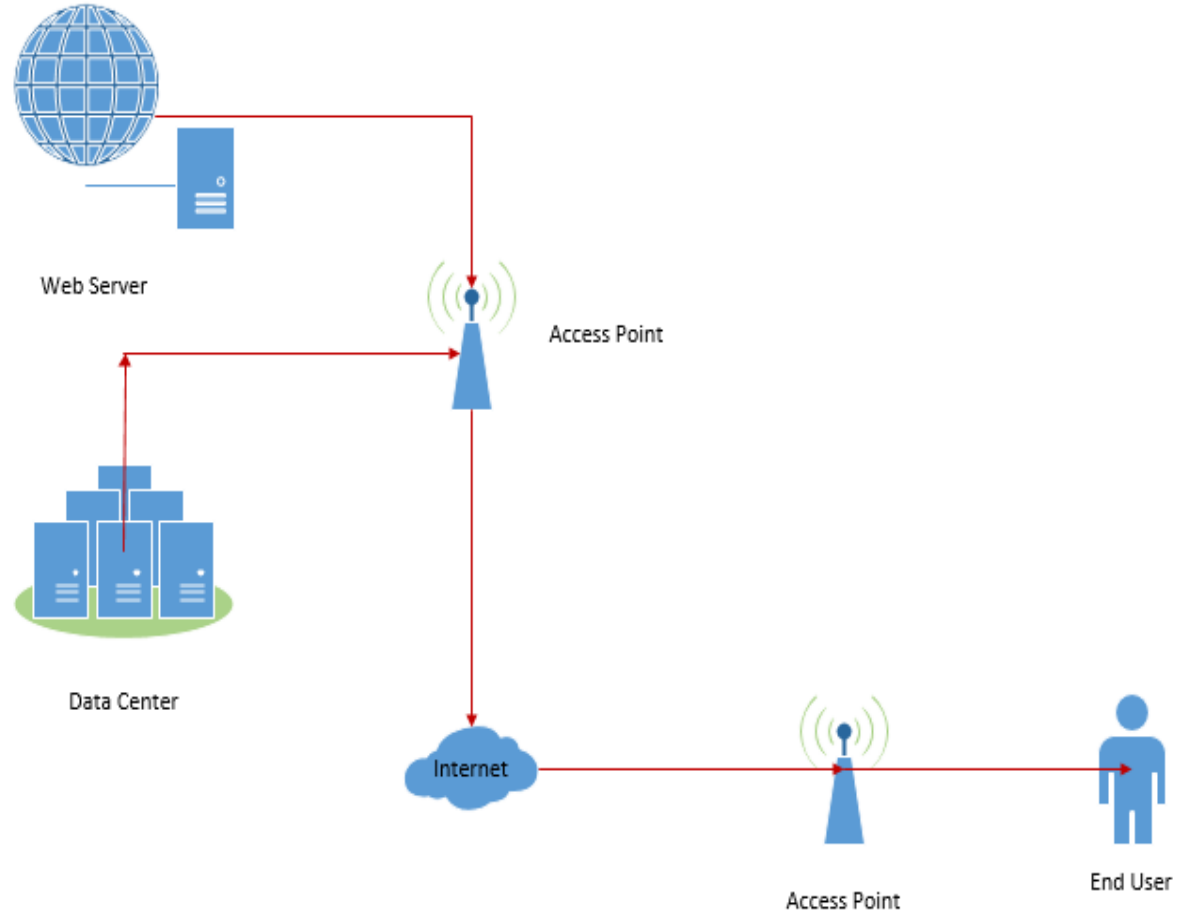 Web Server
Access Point
Data Center
Internet
Access Point
End User